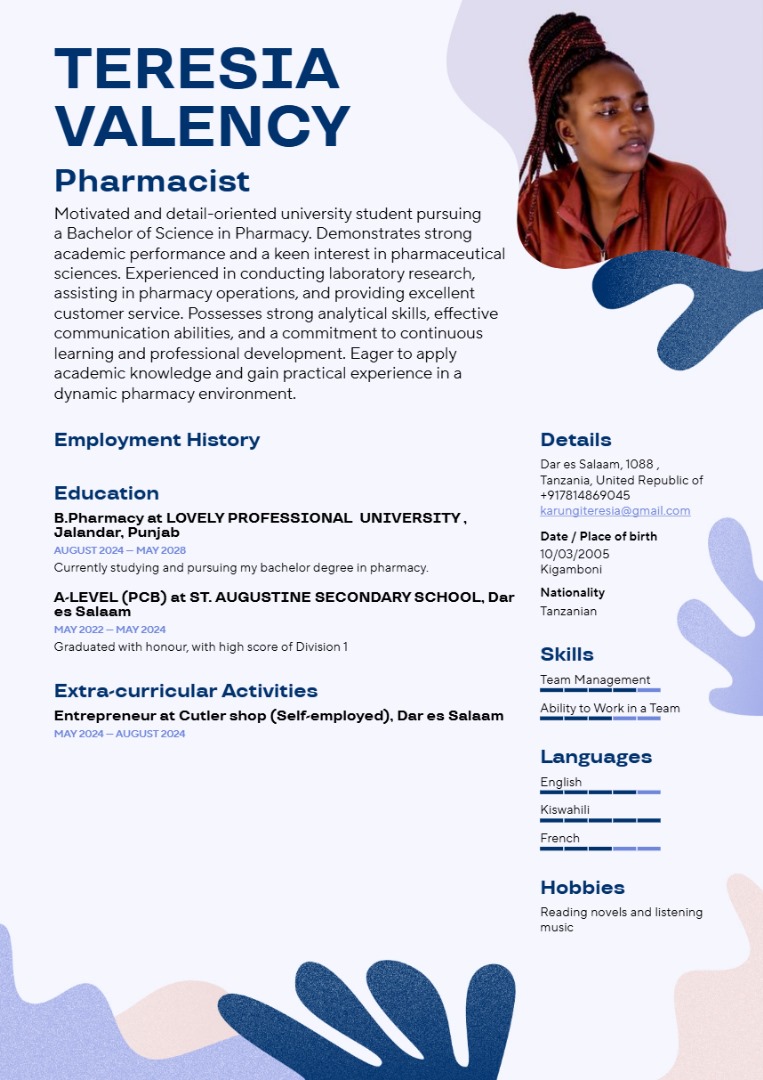 TERESIA
VALENCY
Pharmacist
Motivated and detail-oriented university student pursuing
a Bachelor of Science in Pharmacy. Demonstrates strong
academic performance and a keen interest in pharmaceutical
sciences. Experienced in conducting laboratory research,
assisting in pharmacy operations, and providing excellent
customer service. Possesses strong analytical skills, effective
communication abilities, and a commitment to continuous
learning and professional development. Eager to apply
academic knowledge and gain practical experience in a
dynamic pharmacy environment.
Employment History
Education
B.Pharmacy at LOVELY PROFESSIONAL UNIVERSITY ,
Jalandar, Punjab
AUGUST 2024 — MAY 2028
Currently studying and pursuing my bachelor degree in pharmacy.
A-LEVEL (PCB) at ST. AUGUSTINE SECONDARY SCHOOL, Dar
es Salaam
MAY 2022 — MAY 2024
Graduated with honour, with high score of Division 1
Extra-curricular Activities
Entrepreneur at Cutler shop (Self-employed), Dar es Salaam
MAY 2024 — AUGUST 2024
Details
Dar es Salaam, 1088 ,
Tanzania, United Republic of
+917814869045
karungiteresia@gmail.com
Date / Place of birth
10/03/2005
Kigamboni
Nationality
Tanzanian
Skills
Team Management
Ability to Work in a Team
Languages
English
Kiswahili
French
Hobbies
Reading novels and listening
music